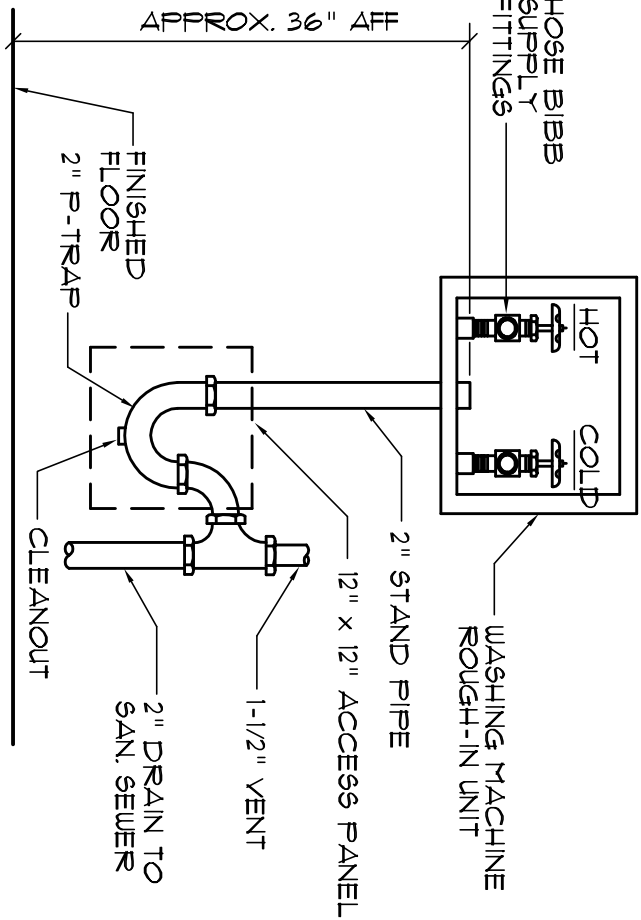 HOSE BIBB
SUPPLY
FITTINGS
HOT
COLD
WASHING MACHINE
ROUGH-IN UNIT
APPROX. 36" AFF
2" STAND PIPE
12" x 12" ACCESS PANEL
1-1/2" VENT
FINISHED
FLOOR
2" P-TRAP
CLEANOUT
2" DRAIN TO
SAN. SEWER